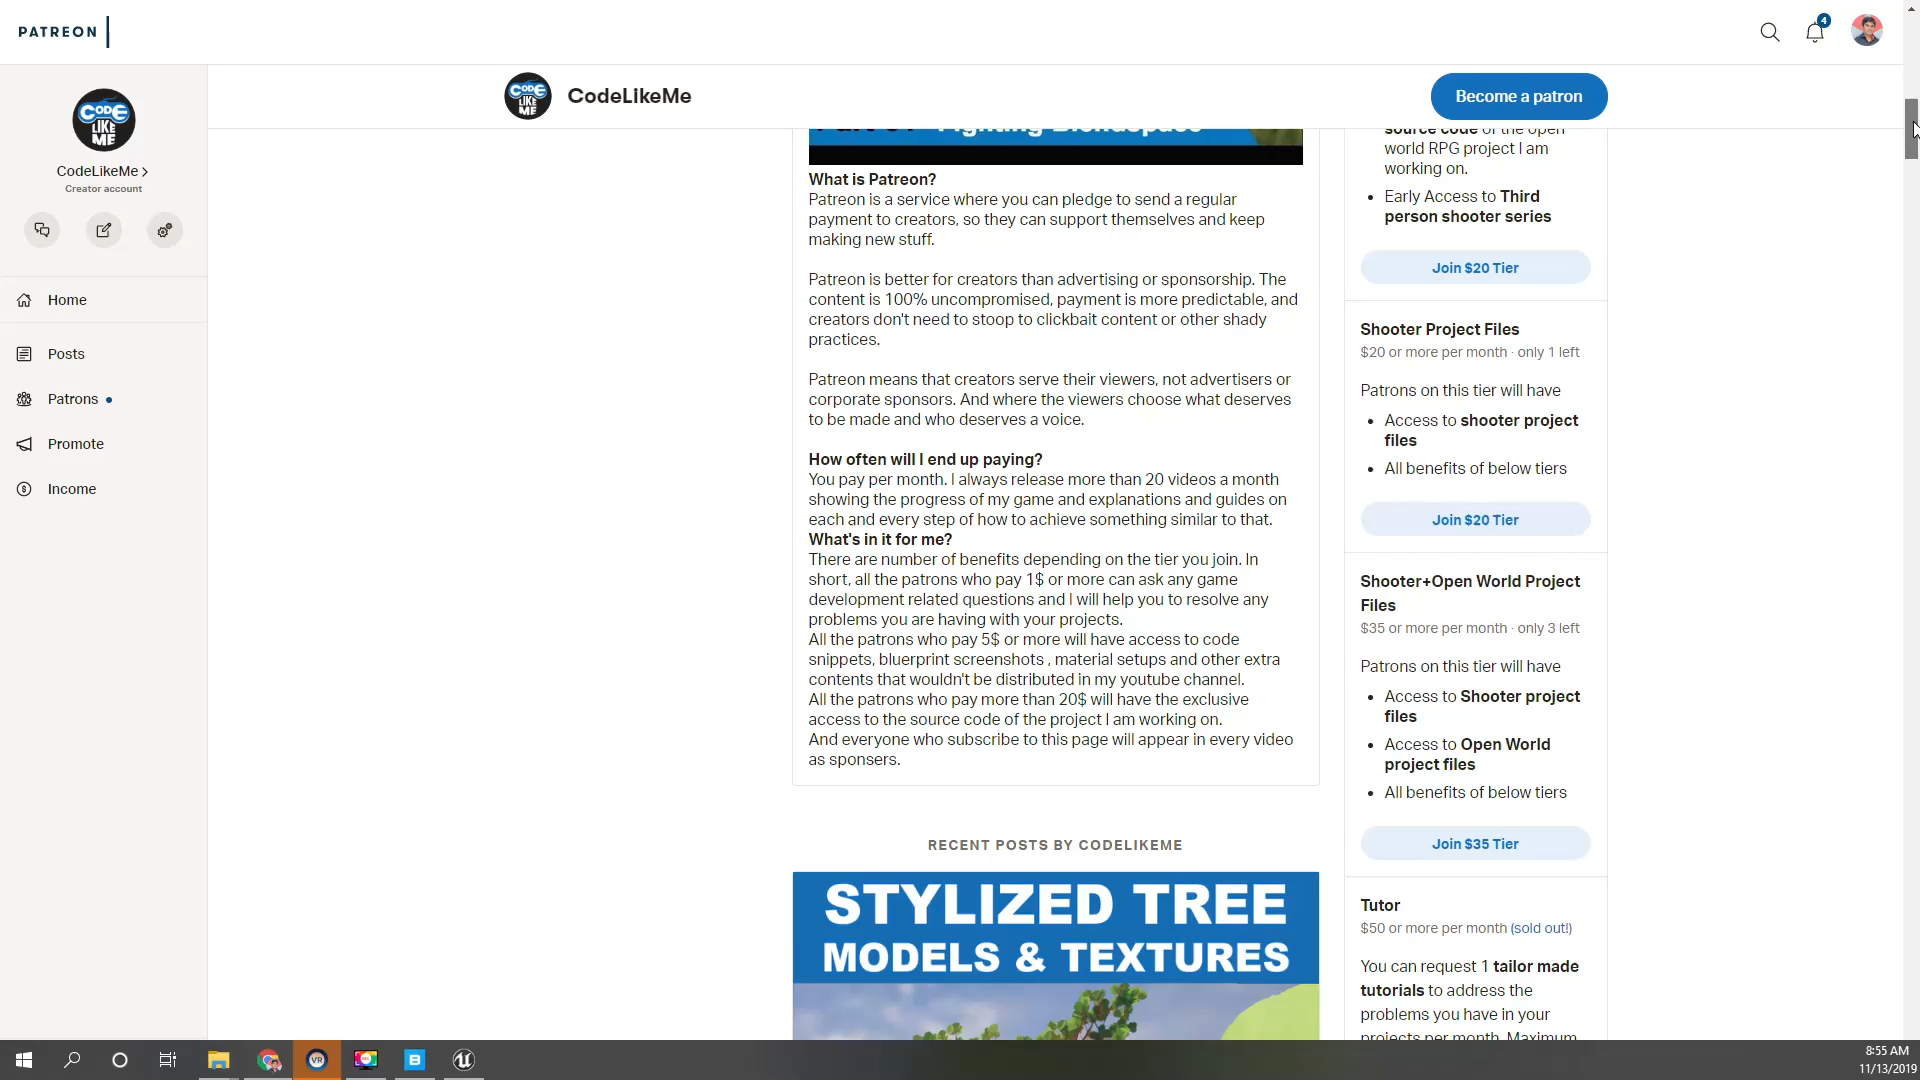 PATREON
4
CODE
LIKE
ME
CodeLikeMe
Creator account
Home
Posts
Patrons
Promote
Income
CODE
LIKE
ME
CodeLikeMe
Become a patron
What is Patreon?
Patreon is a service where you can pledge to send a regular
payment to creators, so they can support themselves and keep
making new stuff.
Patreon is better for creators than advertising or sponsorship. The
content is 100% uncompromised, payment is more predictable, and
creators don't need to stoop to clickbait content or other shady
practices.
Patreon means that creators serve their viewers, not advertisers or
corporate sponsors. And where the viewers choose what deserves
to be made and who deserves a voice.
How often will I end up paying?
You pay per month. I always release more than 20 videos a month
showing the progress of my game and explanations and guides on
each and every step of how to achieve something similar to that.
What's in it for me?
There are number of benefits depending on the tier you join. In
short, all the patrons who pay 1$ or more can ask any game
development related questions and I will help you to resolve any
problems you are having with your projects.
All the patrons who pay 5$ or more will have access to code
snippets, bluerprint screenshots , material setups and other extra
contents that wouldn't be distributed in my youtube channel.
All the patrons who pay more than 20$ will have the exclusive
access to the source code of the project I am working on.
And everyone who subscribe to this page will appear in every video
as sponsers.
RECENT POSTS BY CODELIKEME
STYLIZED TREE
MODELS & TEXTURES
source code of the open
world RPG project I am
working on.
Early Access to Third
person shooter series
Join $20 Tier
Shooter Project Files
$20 or more per month · only 1 left
Patrons on this tier will have
Access to shooter project
files
All benefits of below tiers
Join $20 Tier
Shooter+Open World Project
Files
$35 or more per month · only 3 left
Patrons on this tier will have
Access to Shooter project
files
Access to Open World
project files
All benefits of below tiers
Join $35 Tier
Tutor
$50 or more per month (sold out!)
You can request 1 tailor made
tutorials to address the
problems you have in your
projects per month. Maximum
VR
B
8:55 AM
11/13/2019